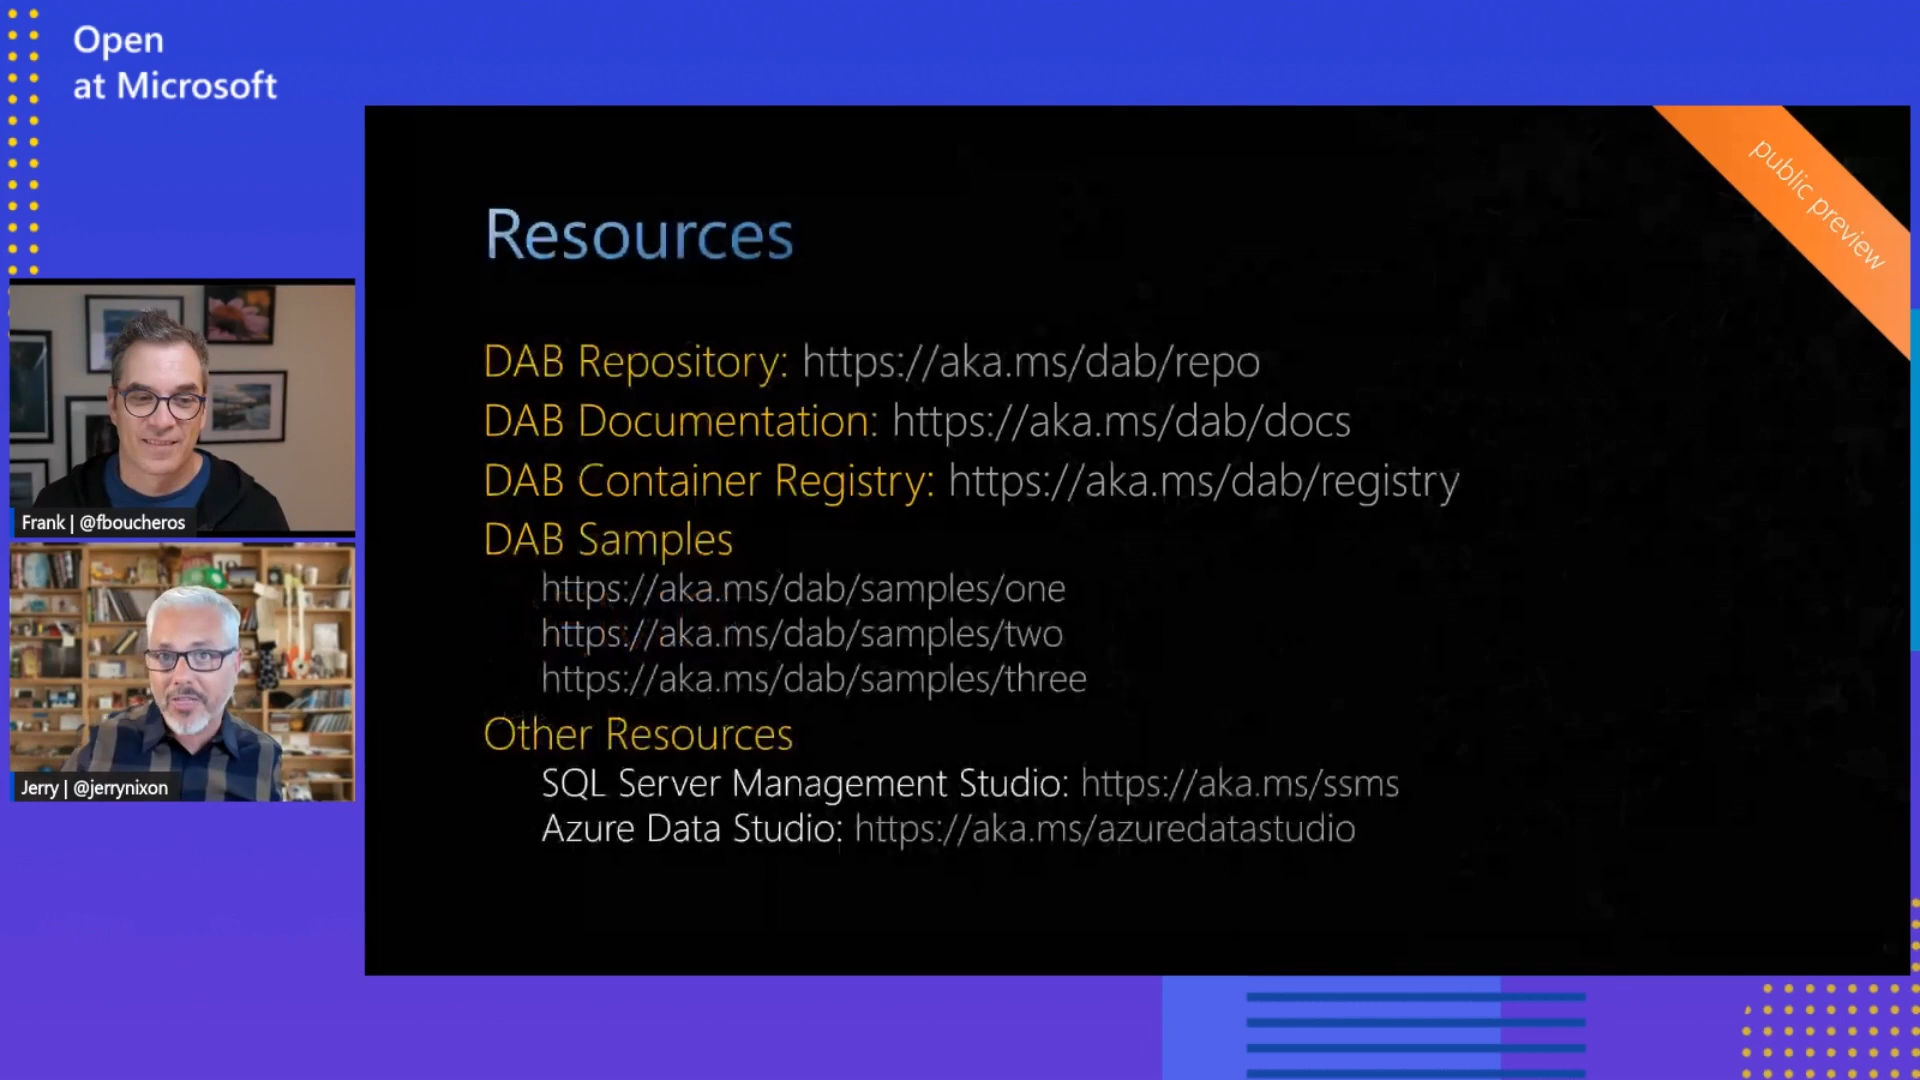 Open
at Microsoft
public preview
Resources
DAB Repository: https://aka.ms/dab/repo
DAB Documentation: https://aka.ms/dab/docs
DAB Container Registry: https://aka.ms/dab/registry
DAB Samples
https://aka.ms/dab/samples/one
https://aka.ms/dab/samples/two
https://aka.ms/dab/samples/three
Other Resources
SQL Server Management Studio: https://aka.ms/ssms
Azure Data Studio: https://aka.ms/azuredatastudio
Frank | @fboucheros
Jerry | @jerrynixon